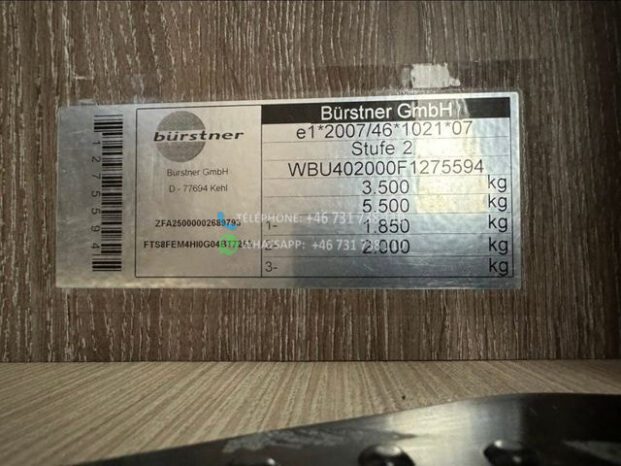 bürstner
Bürstner GmbH
D - 77694 Kehl
1275594
Bürstner GmbH
e1*2007/46*1021*07
Stufe 2
WBU402000F1275594
3.500 kg
5.500 kg
1- 1.850 kg
2.000 kg
3- kg
TELEPHONE: +46 731
WHATSAPP: +46 731